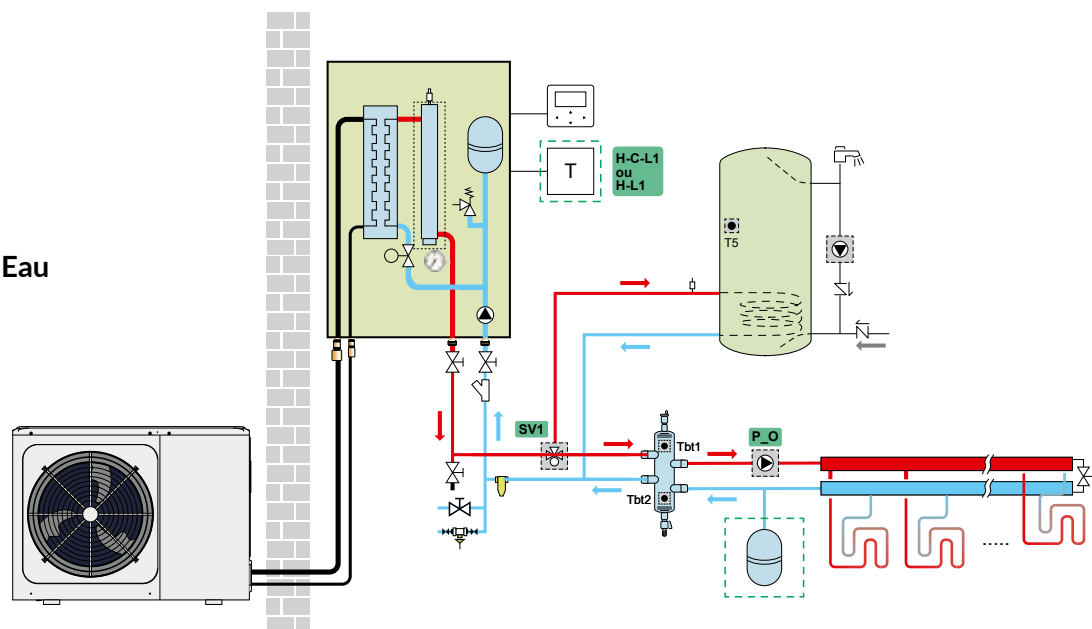 H-C-L1
ou
H-L1
T
T5
Eau
SV1
Tbt1
P_O
Tbt2
.....